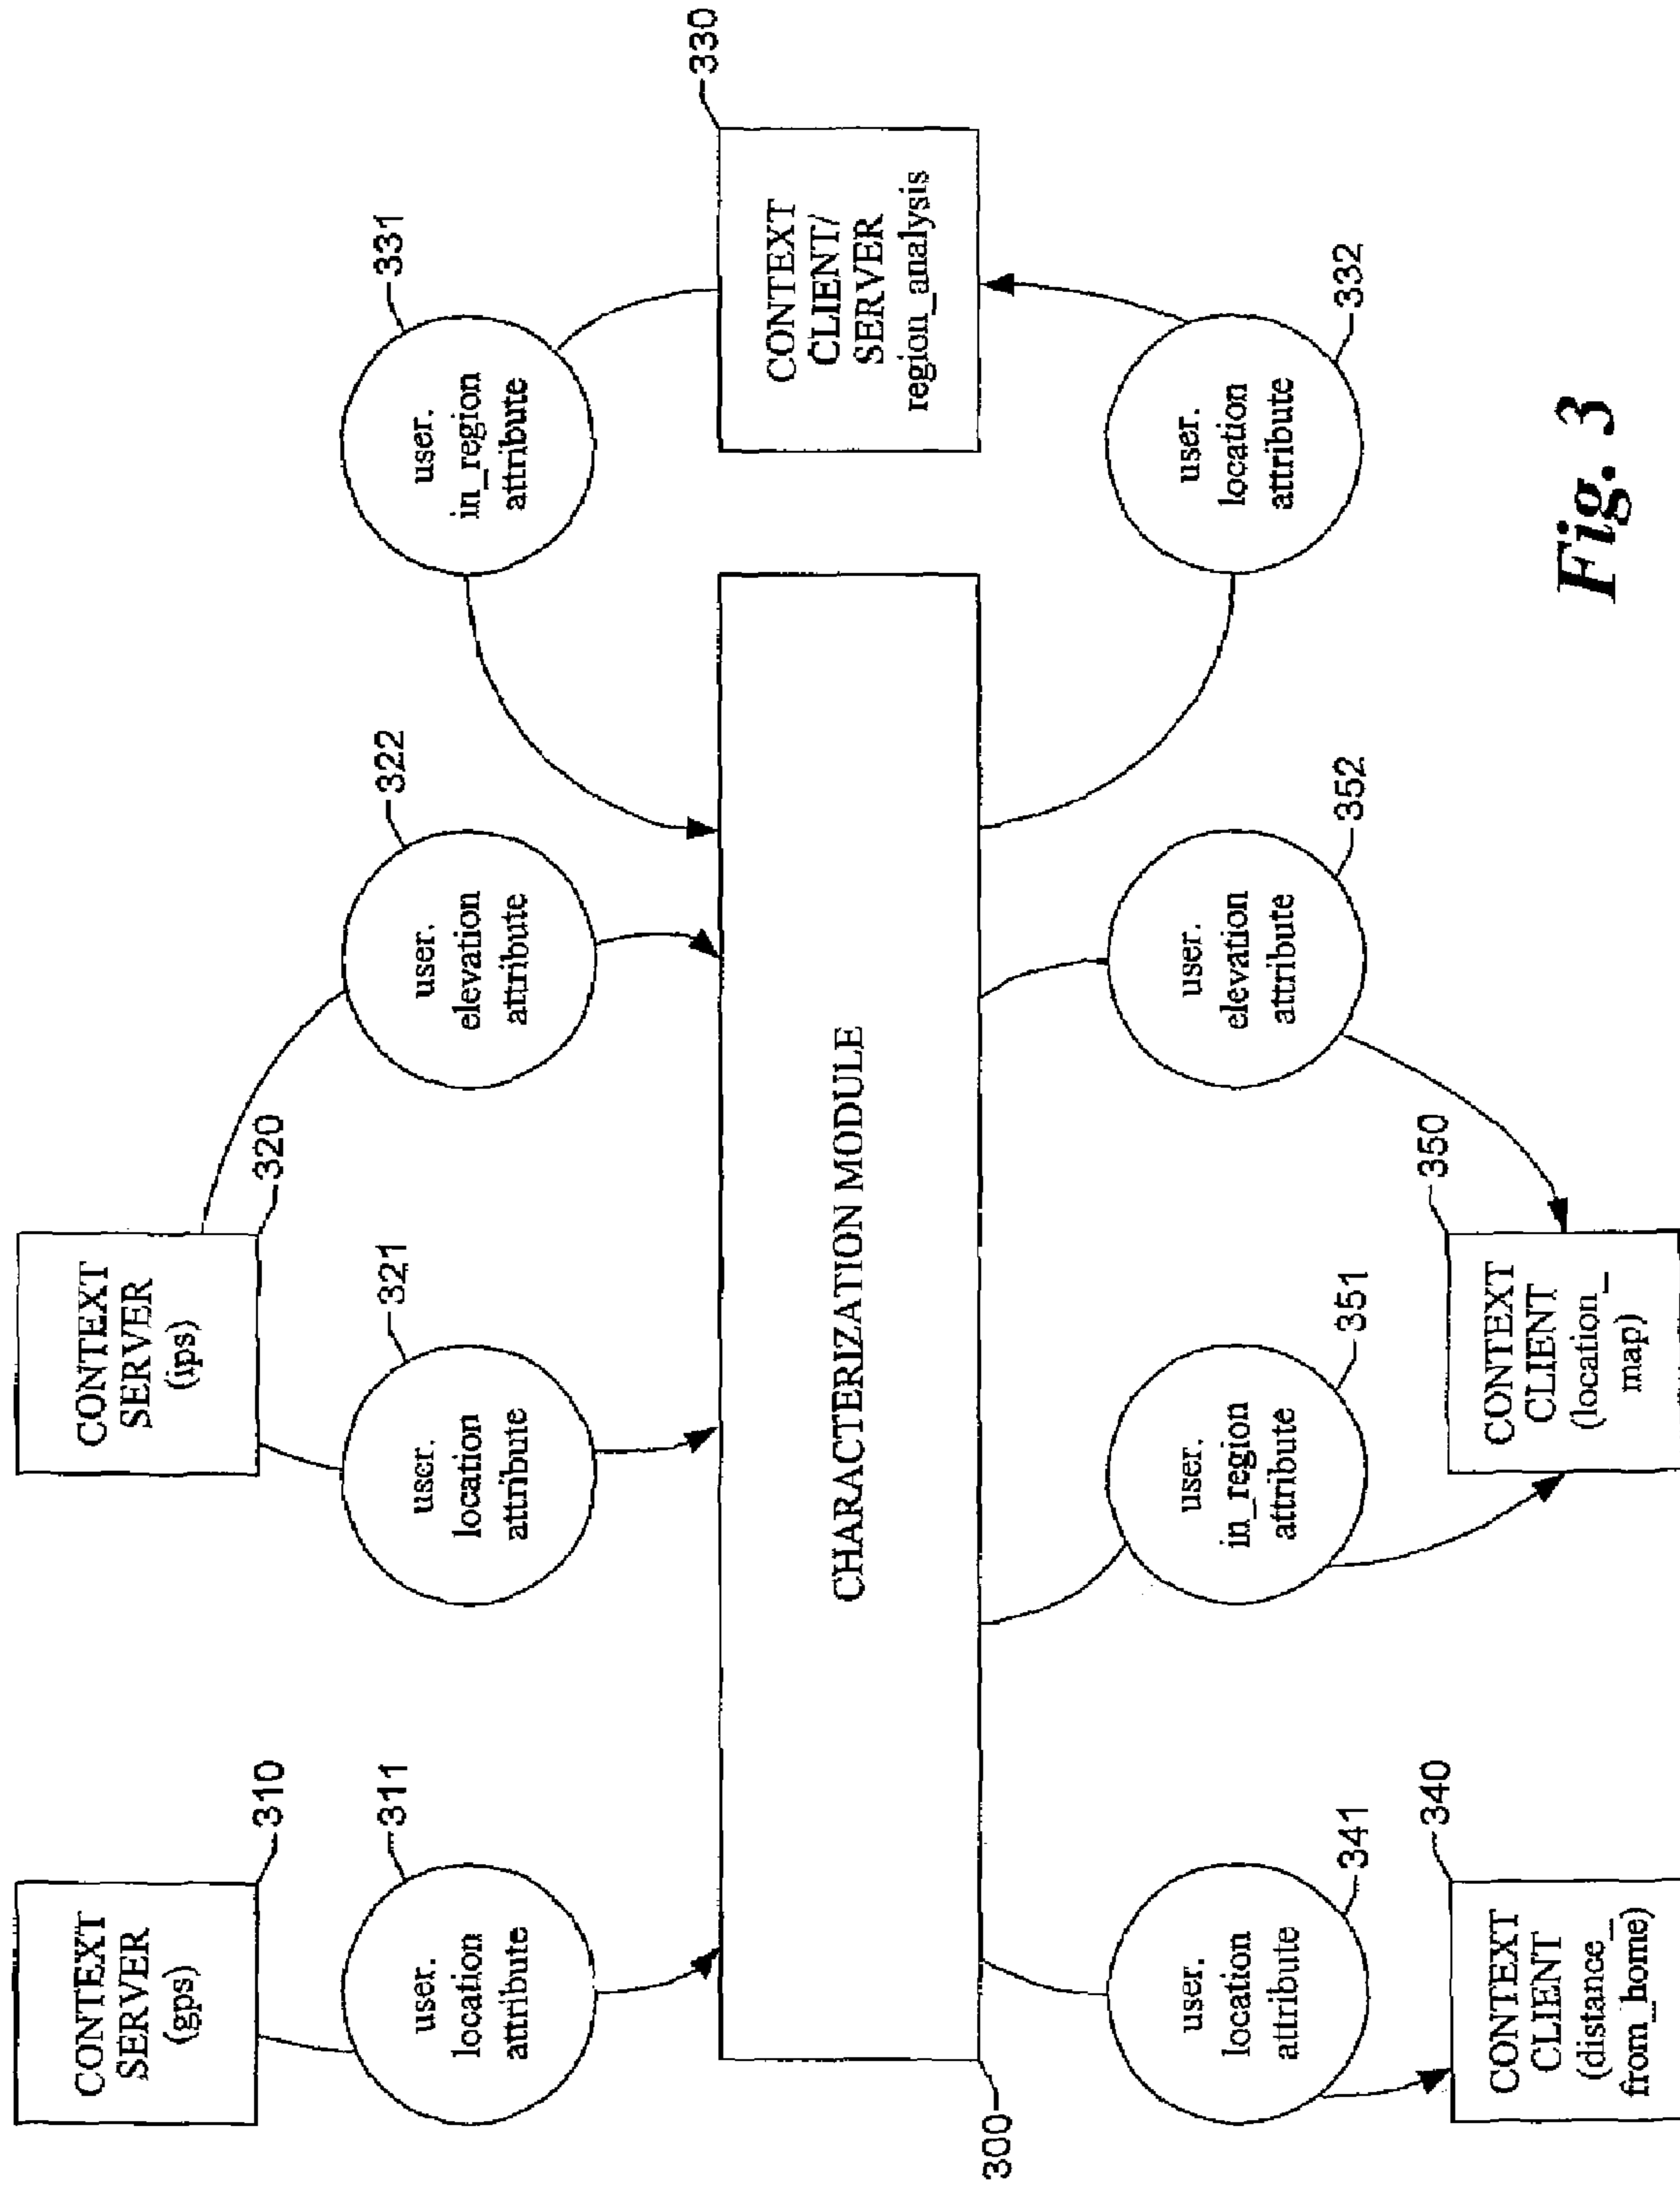 CONTEXT
SERVER
(gps)
310
CONTEXT
SERVER
(ips)
320
user.
location
attribute
311
user.
location
attribute
321
user.
elevation
attribute
322
user.
in_region
attribute
331
CHARACTERIZATION MODULE
300
CONTEXT
CLIENT/
SERVER
region_analysis
330
user.
location
attribute
341
user.
in_region
attribute
351
user.
elevation
attribute
352
user.
location
attribute
332
CONTEXT
CLIENT
(distance_
from_home)
340
CONTEXT
CLIENT
(location_
map)
350
Fig. 3